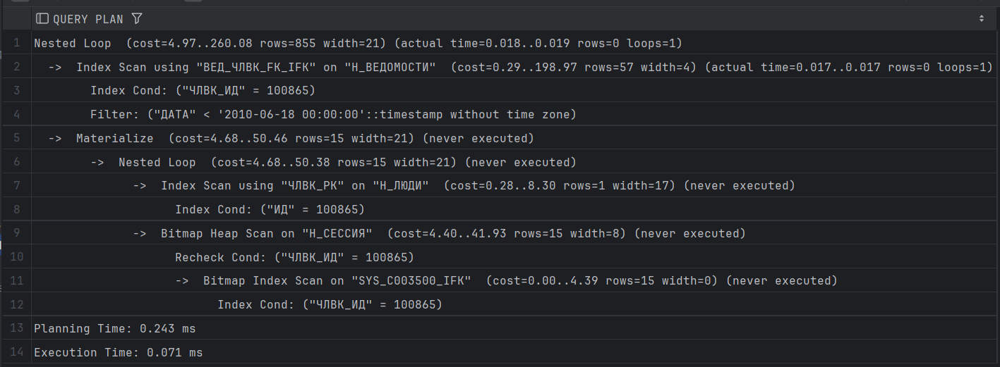 QUERY PLAN
1 Nested Loop  (cost=4.97..260.08 rows=855 width=21) (actual time=0.018..0.019 rows=0 loops=1)
2   ->  Index Scan using "ВЕД_ЧЛВК_FK_IFK" on "Н_ВЕДОМОСТИ"  (cost=0.29..198.97 rows=57 width=4) (actual time=0.017..0.017 rows=0 loops=1)
3         Index Cond: ("ЧЛВК_ИД" = 100865)
4         Filter: ("ДАТА" < '2010-06-18 00:00:00'::timestamp without time zone)
5   ->  Materialize  (cost=4.68..50.46 rows=15 width=21) (never executed)
6         ->  Nested Loop  (cost=4.68..50.38 rows=15 width=21) (never executed)
7               ->  Index Scan using "ЧЛВК_PK" on "Н_ЛЮДИ"  (cost=0.28..8.30 rows=1 width=17) (never executed)
8                     Index Cond: ("ИД" = 100865)
9               ->  Bitmap Heap Scan on "Н_СЕССИЯ"  (cost=4.40..41.93 rows=15 width=8) (never executed)
10                     Recheck Cond: ("ЧЛВК_ИД" = 100865)
11                     ->  Bitmap Index Scan on "SYS_C003500_IFK"  (cost=0.00..4.39 rows=15 width=0) (never executed)
12                           Index Cond: ("ЧЛВК_ИД" = 100865)
13 Planning Time: 0.243 ms
14 Execution Time: 0.071 ms